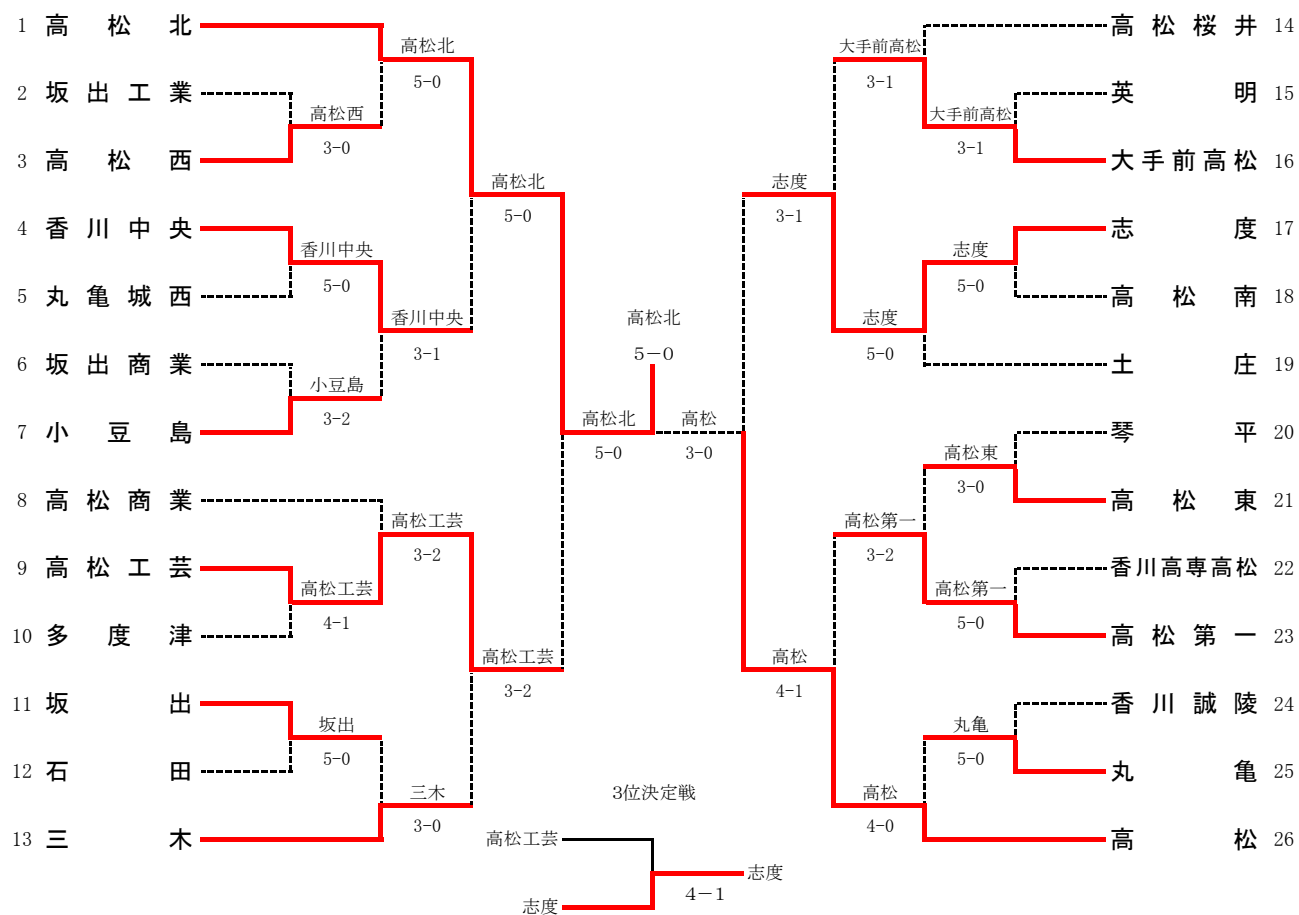 1 高松北
2 坂出工業
3 高松西
4 香川中央
5 丸亀城西
6 坂出商業
7 小豆島
8 高松商業
9 高松工芸
10 多度津
11 坂出
12 石田
13 三木
高松西
3-0
香川中央
5-0
小豆島
3-2
高松工芸
4-1
坂出
5-0
高松北
5-0
香川中央
3-1
高松工芸
3-2
三木
3-0
高松北
5-0
高松工芸
3-2
高松北
5-0
高松北
5-0
高松
3-0
志度
3-1
高松
4-1
大手前高松
3-1
志度
5-0
高松第一
3-2
高松
4-0
大手前高松
3-1
志度
5-0
高松東
3-0
高松第一
5-0
丸亀
5-0
高松桜井 14
英明 15
大手前高松 16
志度 17
高松南 18
土庄 19
琴平 20
高松東 21
香川高専高松 22
高松第一 23
香川誠陵 24
丸亀 25
高松 26
3位決定戦
高松工芸
志度
4-1
志度